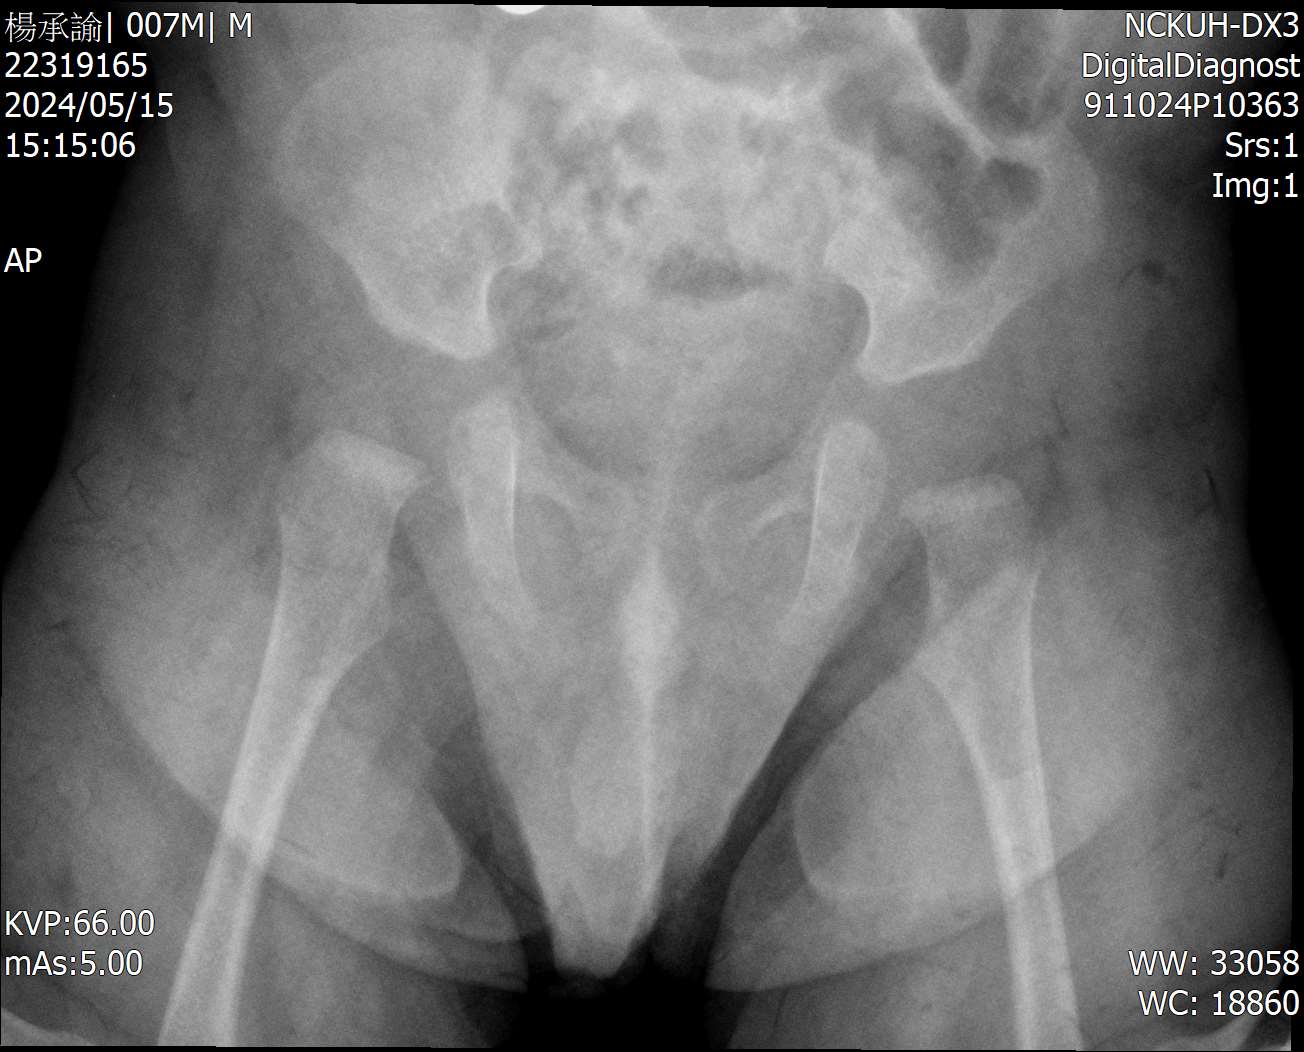 楊承諭| 007M| M
22319165
2024/05/15
15:15:06
AP
NCKUH-DX3
DigitalDiagnost
911024P10363
Srs:1
Img:1
KVP:66.00
mAs:5.00
WW: 33058
WC: 18860